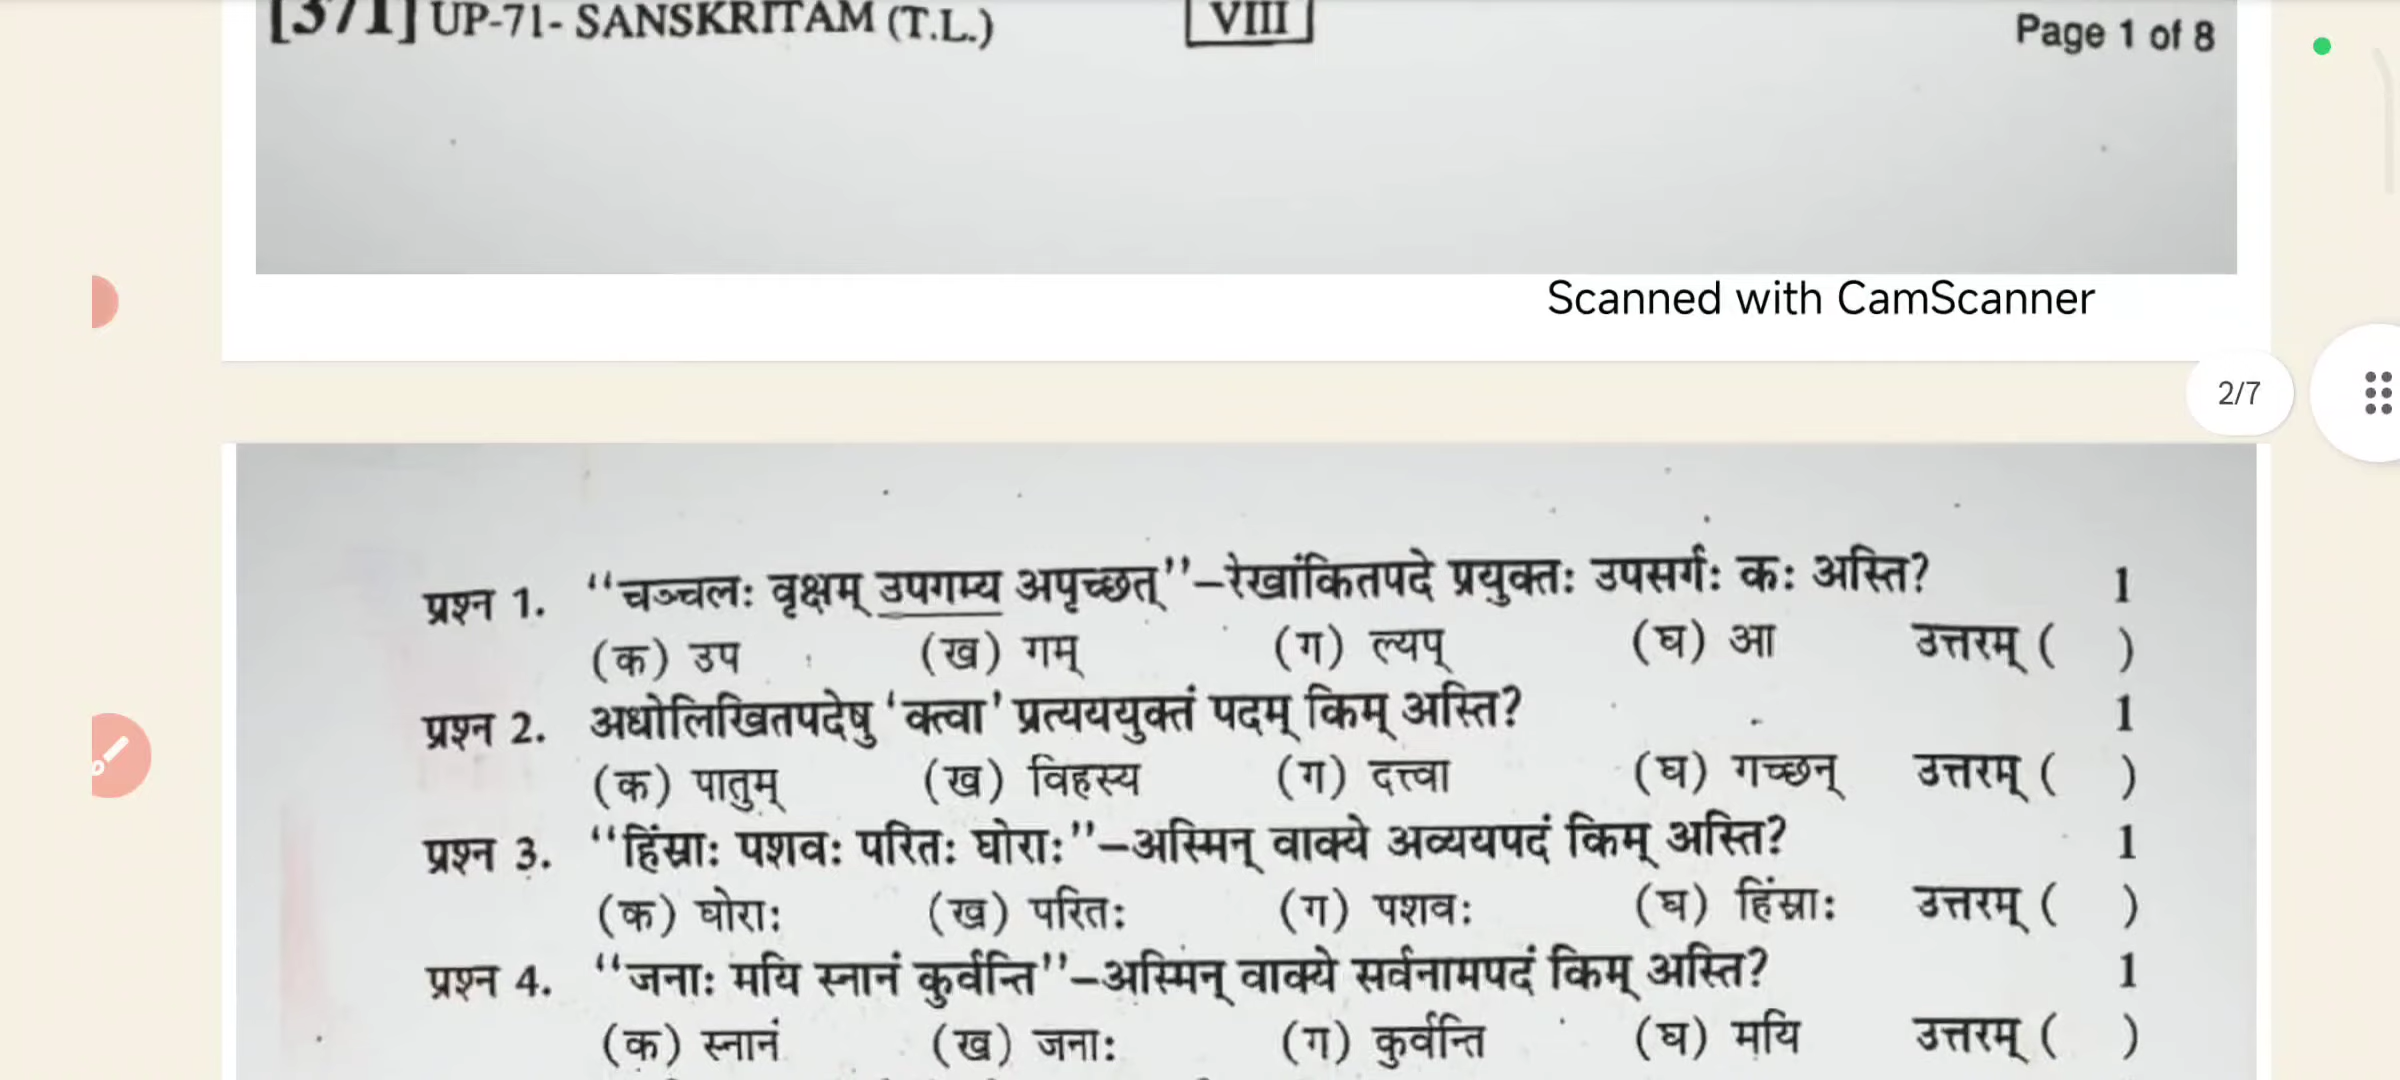 [371] UP-71- SANSKRITAM (T.L.)
VIII
Page 1 of 8
Scanned with CamScanner
2/7
प्रश्न 1. ‘‘चञ्चलः वृक्षम् उपगम्य अपृच्छत्’’–रेखांकितपदे प्रयुक्तः उपसर्गः कः अस्ति? 1
(क) उप (ख) गम् (ग) ल्यप् (घ) आ उत्तरम् ( )
प्रश्न 2. अधोलिखितपदेषु ‘क्त्वा’ प्रत्यययुक्तं पदम् किम् अस्ति? 1
(क) पातुम् (ख) विहस्य (ग) दत्त्वा (घ) गच्छन् उत्तरम् ( )
प्रश्न 3. ‘‘हिंस्राः पशवः परितः घोराः’’–अस्मिन् वाक्ये अव्ययपदं किम् अस्ति? 1
(क) घोराः (ख) परितः (ग) पशवः (घ) हिंस्राः उत्तरम् ( )
प्रश्न 4. ‘‘जनाः मयि स्नानं कुर्वन्ति’’–अस्मिन् वाक्ये सर्वनामपदं किम् अस्ति? 1
(क) स्नानं (ख) जनाः (ग) कुर्वन्ति (घ) मयि उत्तरम् ( )